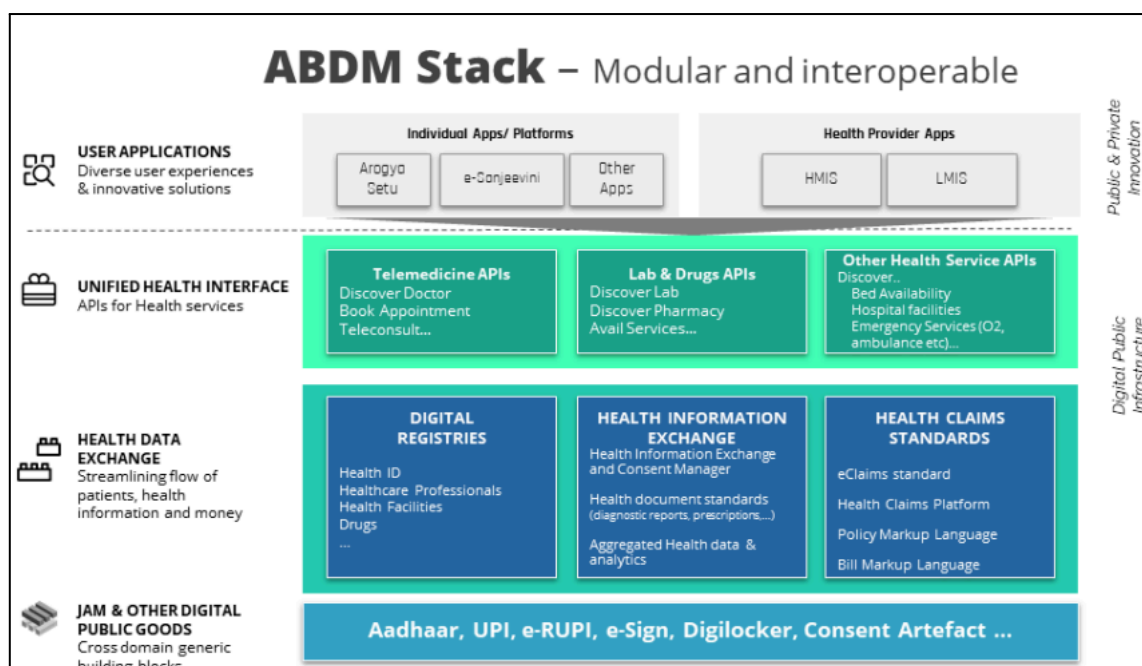 ABDM Stack – Modular and interoperable
USER APPLICATIONS
Diverse user experiences
& innovative solutions
Individual Apps/ Platforms
Arogya
Setu
e-Sanjeevini
Other
Apps
Health Provider Apps
HMIS
LMIS
Public & Private
Innovation
UNIFIED HEALTH INTERFACE
APIs for Health services
Telemedicine APIs
Discover Doctor
Book Appointment
Teleconsult...
Lab & Drugs APIs
Discover Lab
Discover Pharmacy
Avail Services...
Other Health Service APIs
Discover..
Bed Availability
Hospital facilities
Emergency Services (O2,
ambulance etc)...
Digital Public
Infrastructure
HEALTH DATA
EXCHANGE
Streamlining flow of
patients, health
information and money
DIGITAL
REGISTRIES
Health ID
Healthcare Professionals
Health Facilities
Drugs
...
HEALTH INFORMATION
EXCHANGE
Health Information Exchange
and Consent Manager
Health document standards
(diagnostic reports, prescriptions,...)
Aggregated Health data &
analytics
HEALTH CLAIMS
STANDARDS
eClaims standard
Health Claims Platform
Policy Markup Language
Bill Markup Language
JAM & OTHER DIGITAL
PUBLIC GOODS
Cross domain generic
building blocks
Aadhaar, UPI, e-RUPI, e-Sign, Digilocker, Consent Artefact ...